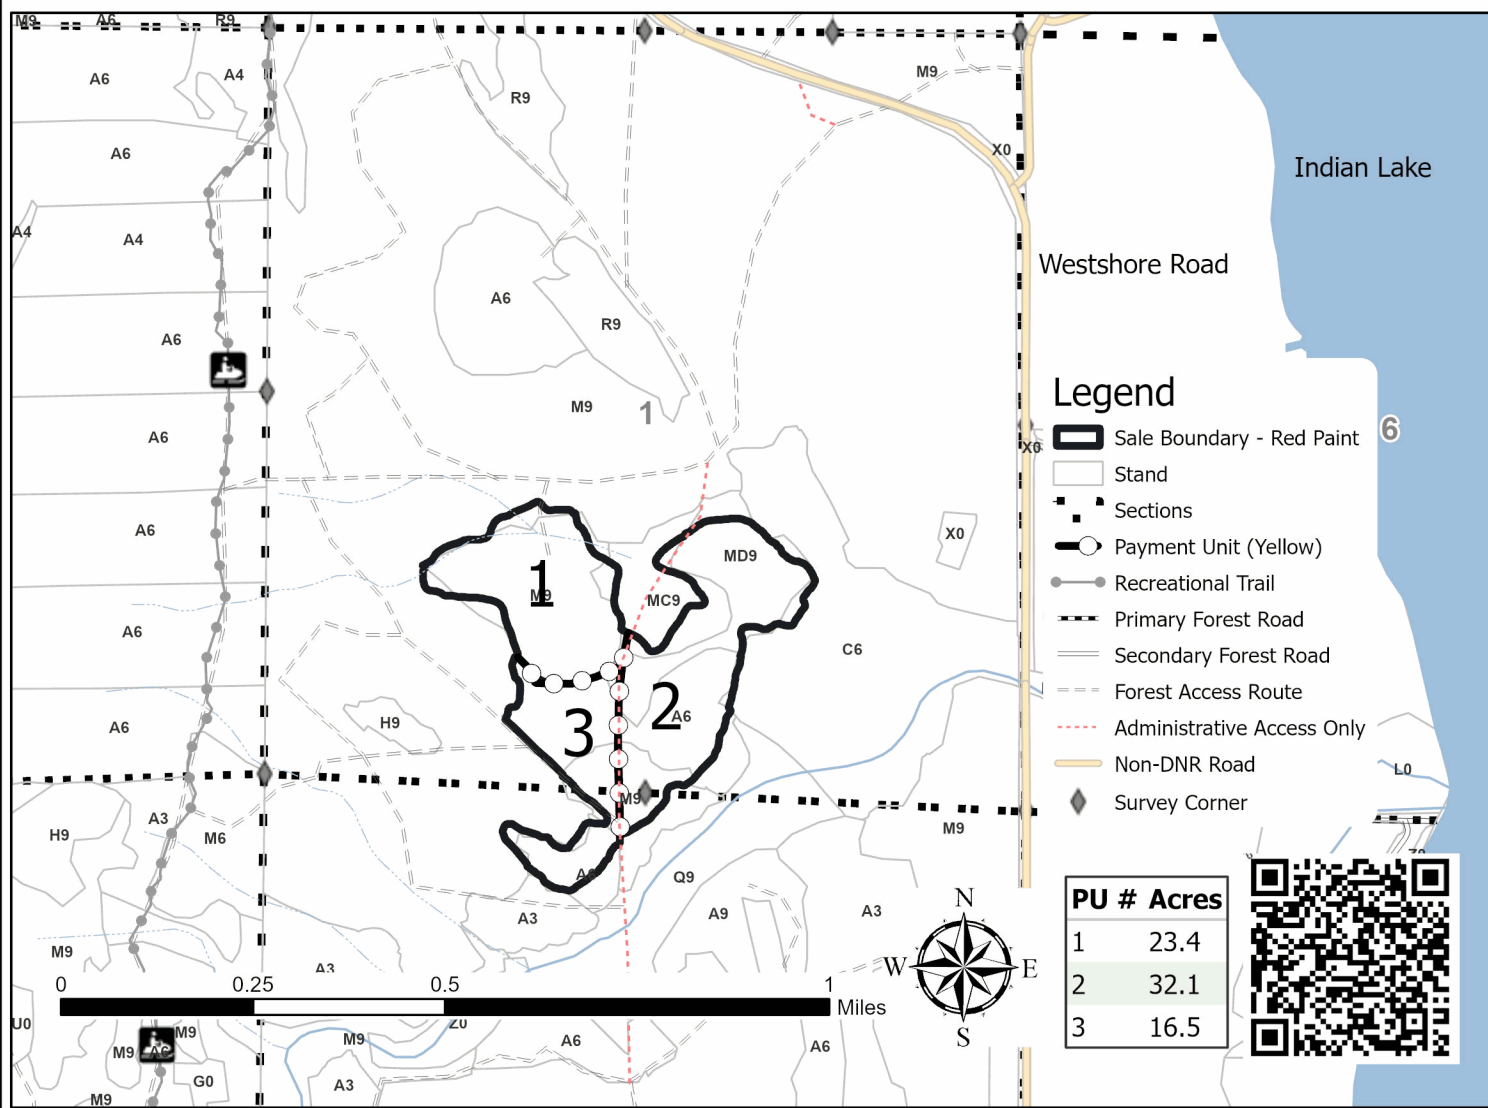 M9 A6 R9
A6 A4 R9 M9
A6 X0
Indian Lake
A4 A4
Westshore Road
A6
R9
A6
M9 1
A6
6
X0
A6
X0
MD9
1
M9
MC9
A6
C6
2
A6
3
H9
A6
L0
M9
A3
M6
H9
M9
A6
Q9
A3
A9
A3
M9
A3
Legend
Sale Boundary - Red Paint
Stand
Sections
Payment Unit (Yellow)
Recreational Trail
Primary Forest Road
Secondary Forest Road
Forest Access Route
Administrative Access Only
Non-DNR Road
Survey Corner
N
W E
S
PU # Acres
1 23.4
2 32.1
3 16.5
0 0.25 0.5 1
Miles
U0
M9
M9 A6
Z0
M9
A6
A6
G0
A3
M9